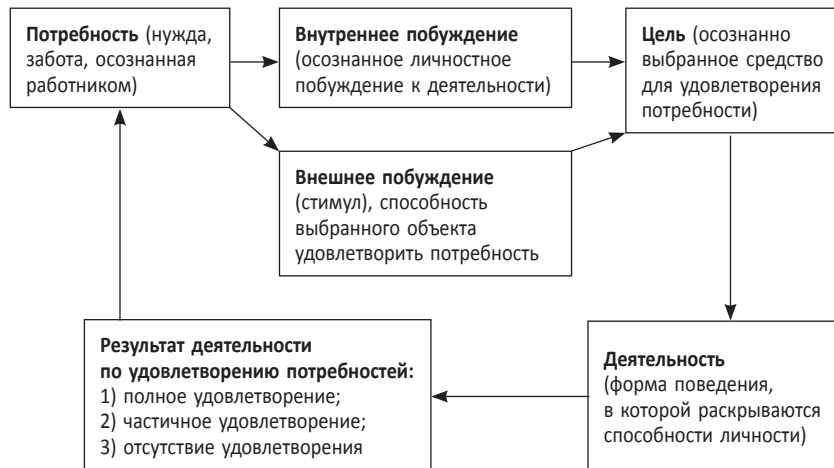 Потребность (нужда,
забота, осознанная
работником)
Внутреннее побуждение
(осознанное личностное
побуждение к деятельности)
Цель (осознанно
выбранное средство
для удовлетворения
потребности)
Внешнее побуждение
(стимул), способность
выбранного объекта
удовлетворить потребность
Результат деятельности
по удовлетворению потребностей:
1) полное удовлетворение;
2) частичное удовлетворение;
3) отсутствие удовлетворения
Деятельность
(форма поведения,
в которой раскрываются
способности личности)